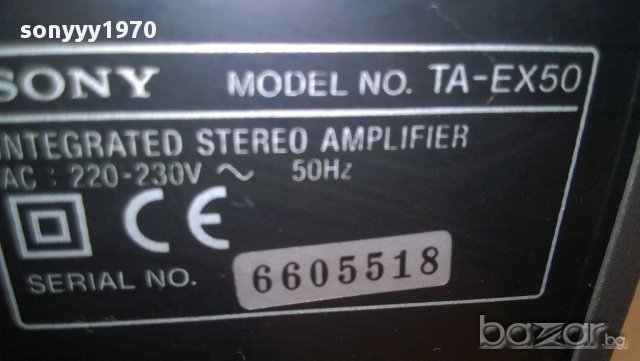 sonyyy1970
SONY MODEL NO. TA-EX50
INTEGRATED STEREO AMPLIFIER
AC : 220-230V ~ 50Hz
CE
SERIAL NO. 6605518
bazar.bg